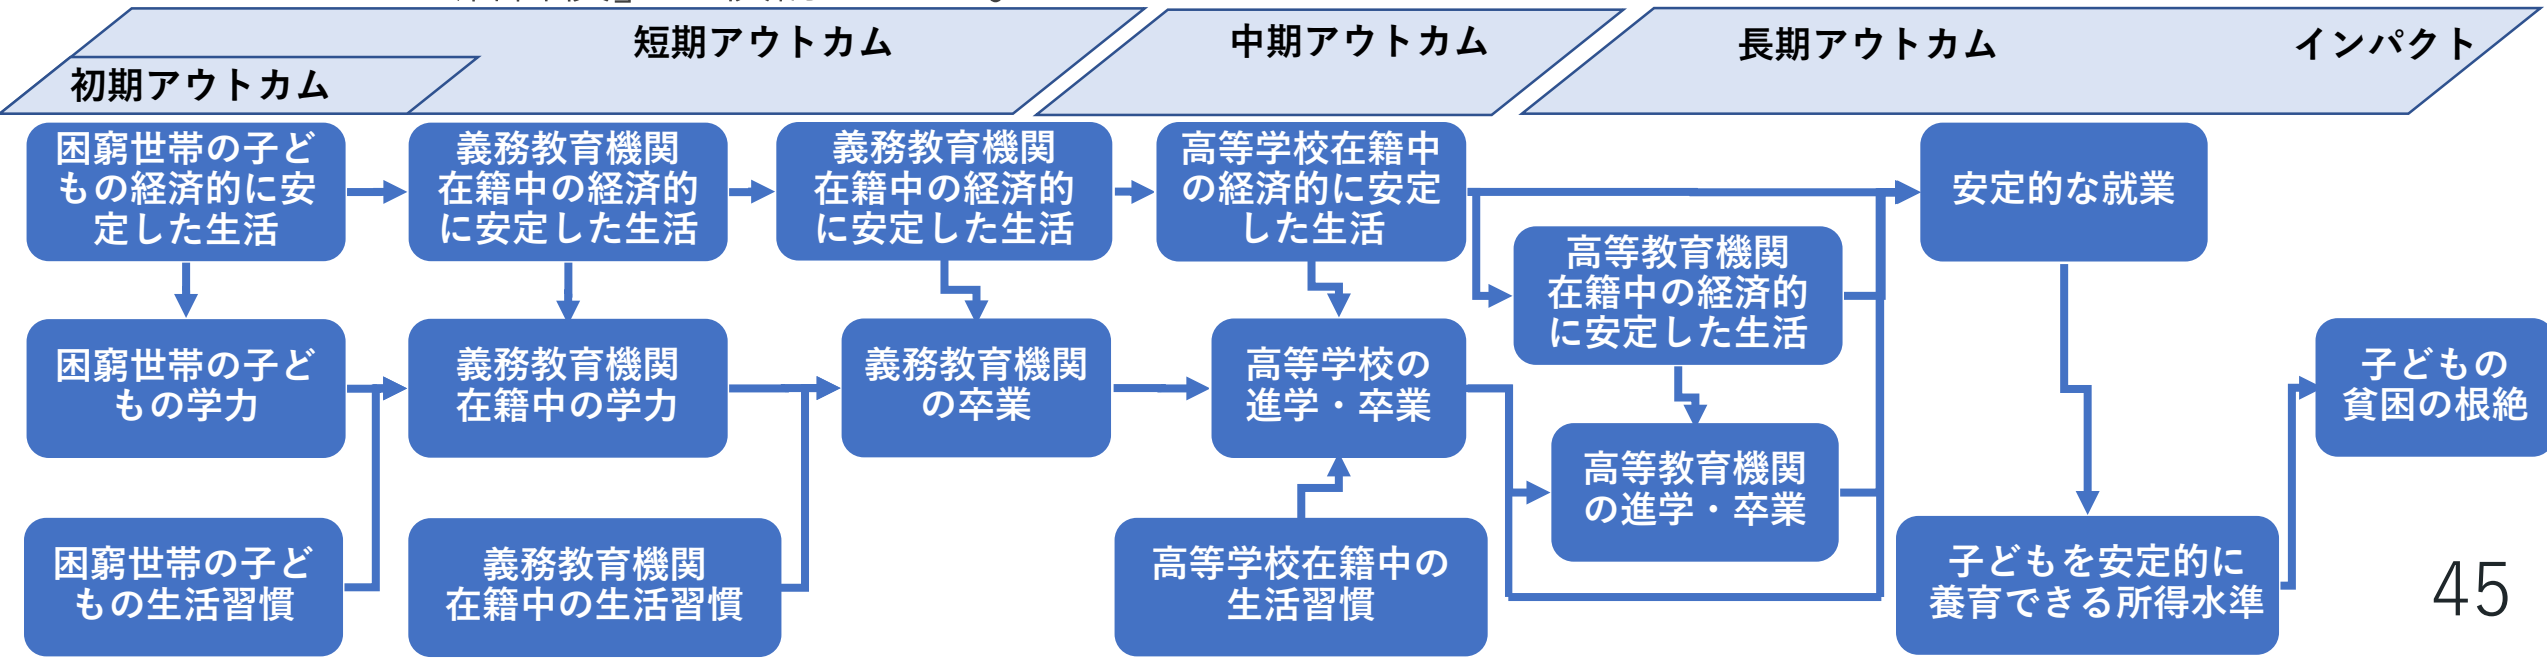 短期アウトカム
中期アウトカム
長期アウトカム
インパクト
初期アウトカム
困窮世帯の子ど
もの経済的に安
定した生活
義務教育機関
在籍中の経済的
に安定した生活
義務教育機関
在籍中の経済的
に安定した生活
高等学校在籍中
の経済的に安定
した生活
安定的な就業
高等教育機関
在籍中の経済的
に安定した生活
困窮世帯の子ど
もの学力
義務教育機関
在籍中の学力
義務教育機関
の卒業
高等学校の
進学・卒業
高等教育機関
の進学・卒業
子どもの
貧困の根絶
困窮世帯の子ど
もの生活習慣
義務教育機関
在籍中の生活習慣
高等学校在籍中の
生活習慣
子どもを安定的に
養育できる所得水準
45